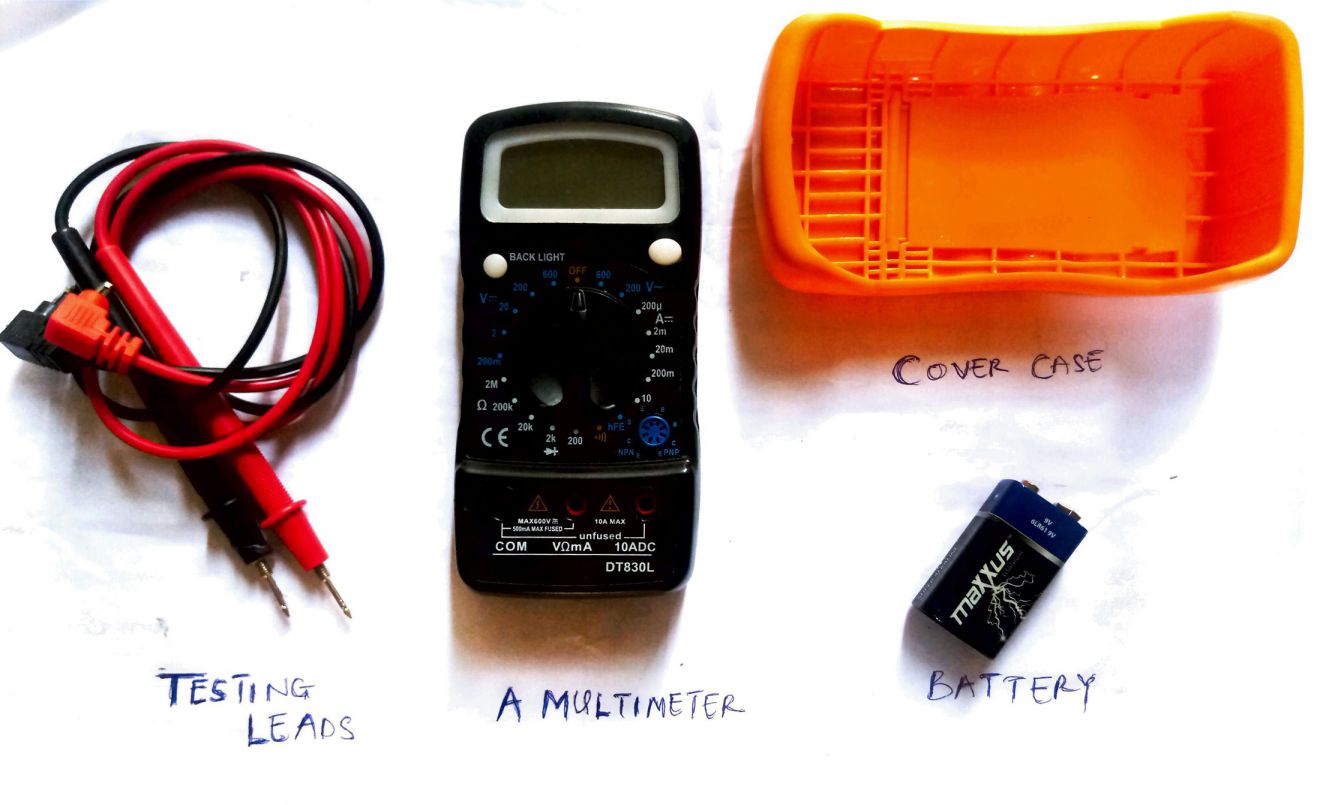 BACK LIGHT
OFF
600
600
200
200
V⎓
V~
20
200µ
A⎓
2
2m
200m
20m
2M
200m
Ω
200k
10
20k
2k
200
hFE
E
B
C
E
B
C
E
E
NPN
PNP
CE
MAX600V
10A MAX
500mA MAX FUSED
unfused
COM
VΩmA
10ADC
DT830L
9V
6LR61 9V
maxxus
COVER CASE
TESTING
LEADS
A MULTIMETER
BATTERY